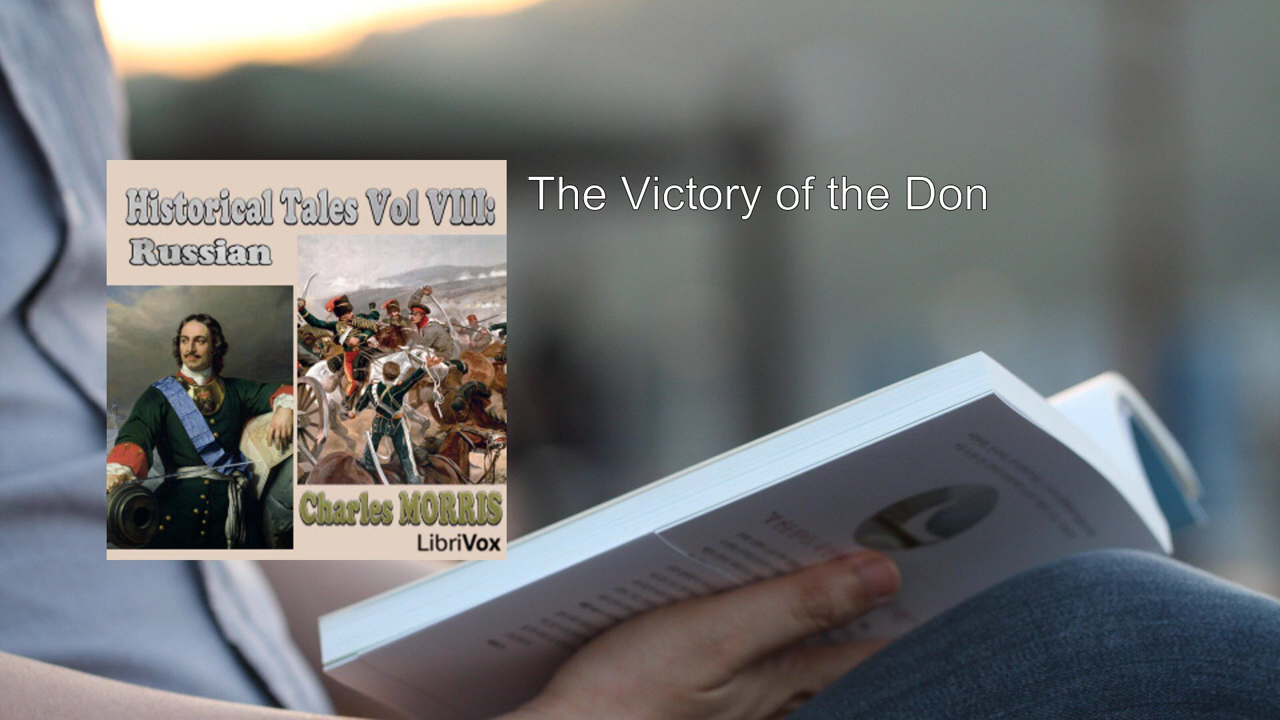 Historical Tales Vol VIII:
Russian
Charles MORRIS
LibriVox
The Victory of the Don